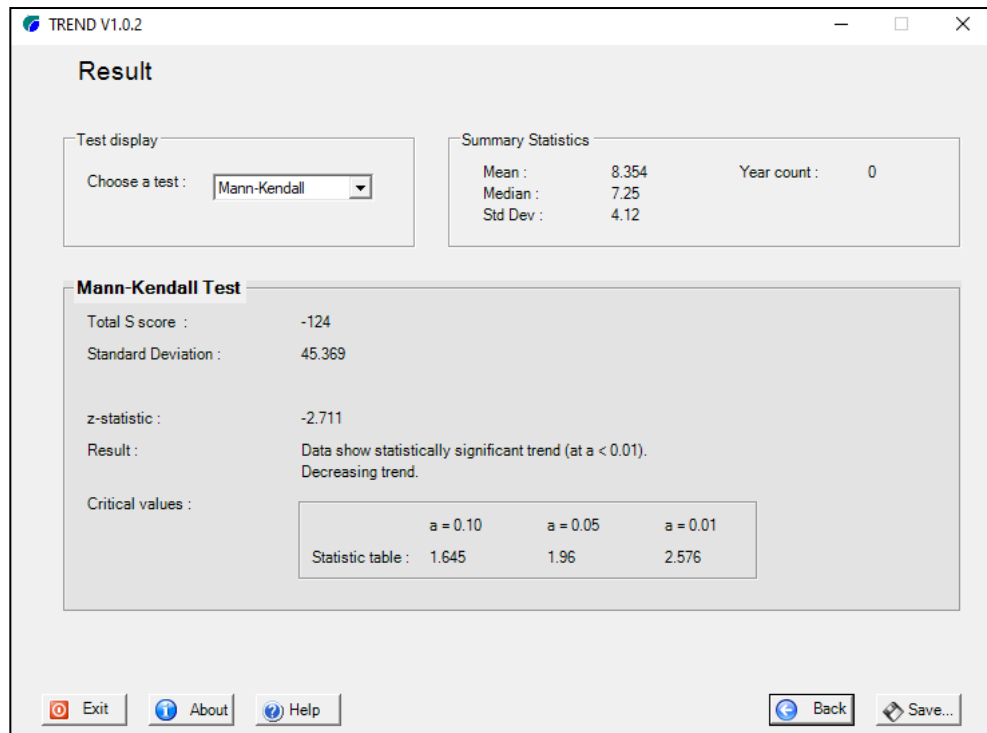 TREND V1.0.2
Result
Test display
Choose a test : Mann-Kendall
Summary Statistics
Mean : 8.354 Year count : 0
Median : 7.25
Std Dev : 4.12
Mann-Kendall Test
Total S score : -124
Standard Deviation : 45.369
z-statistic : -2.711
Result : Data show statistically significant trend (at a < 0.01).
Decreasing trend.
Critical values :
a = 0.10 a = 0.05 a = 0.01
Statistic table : 1.645 1.96 2.576
Exit About Help Back Save...